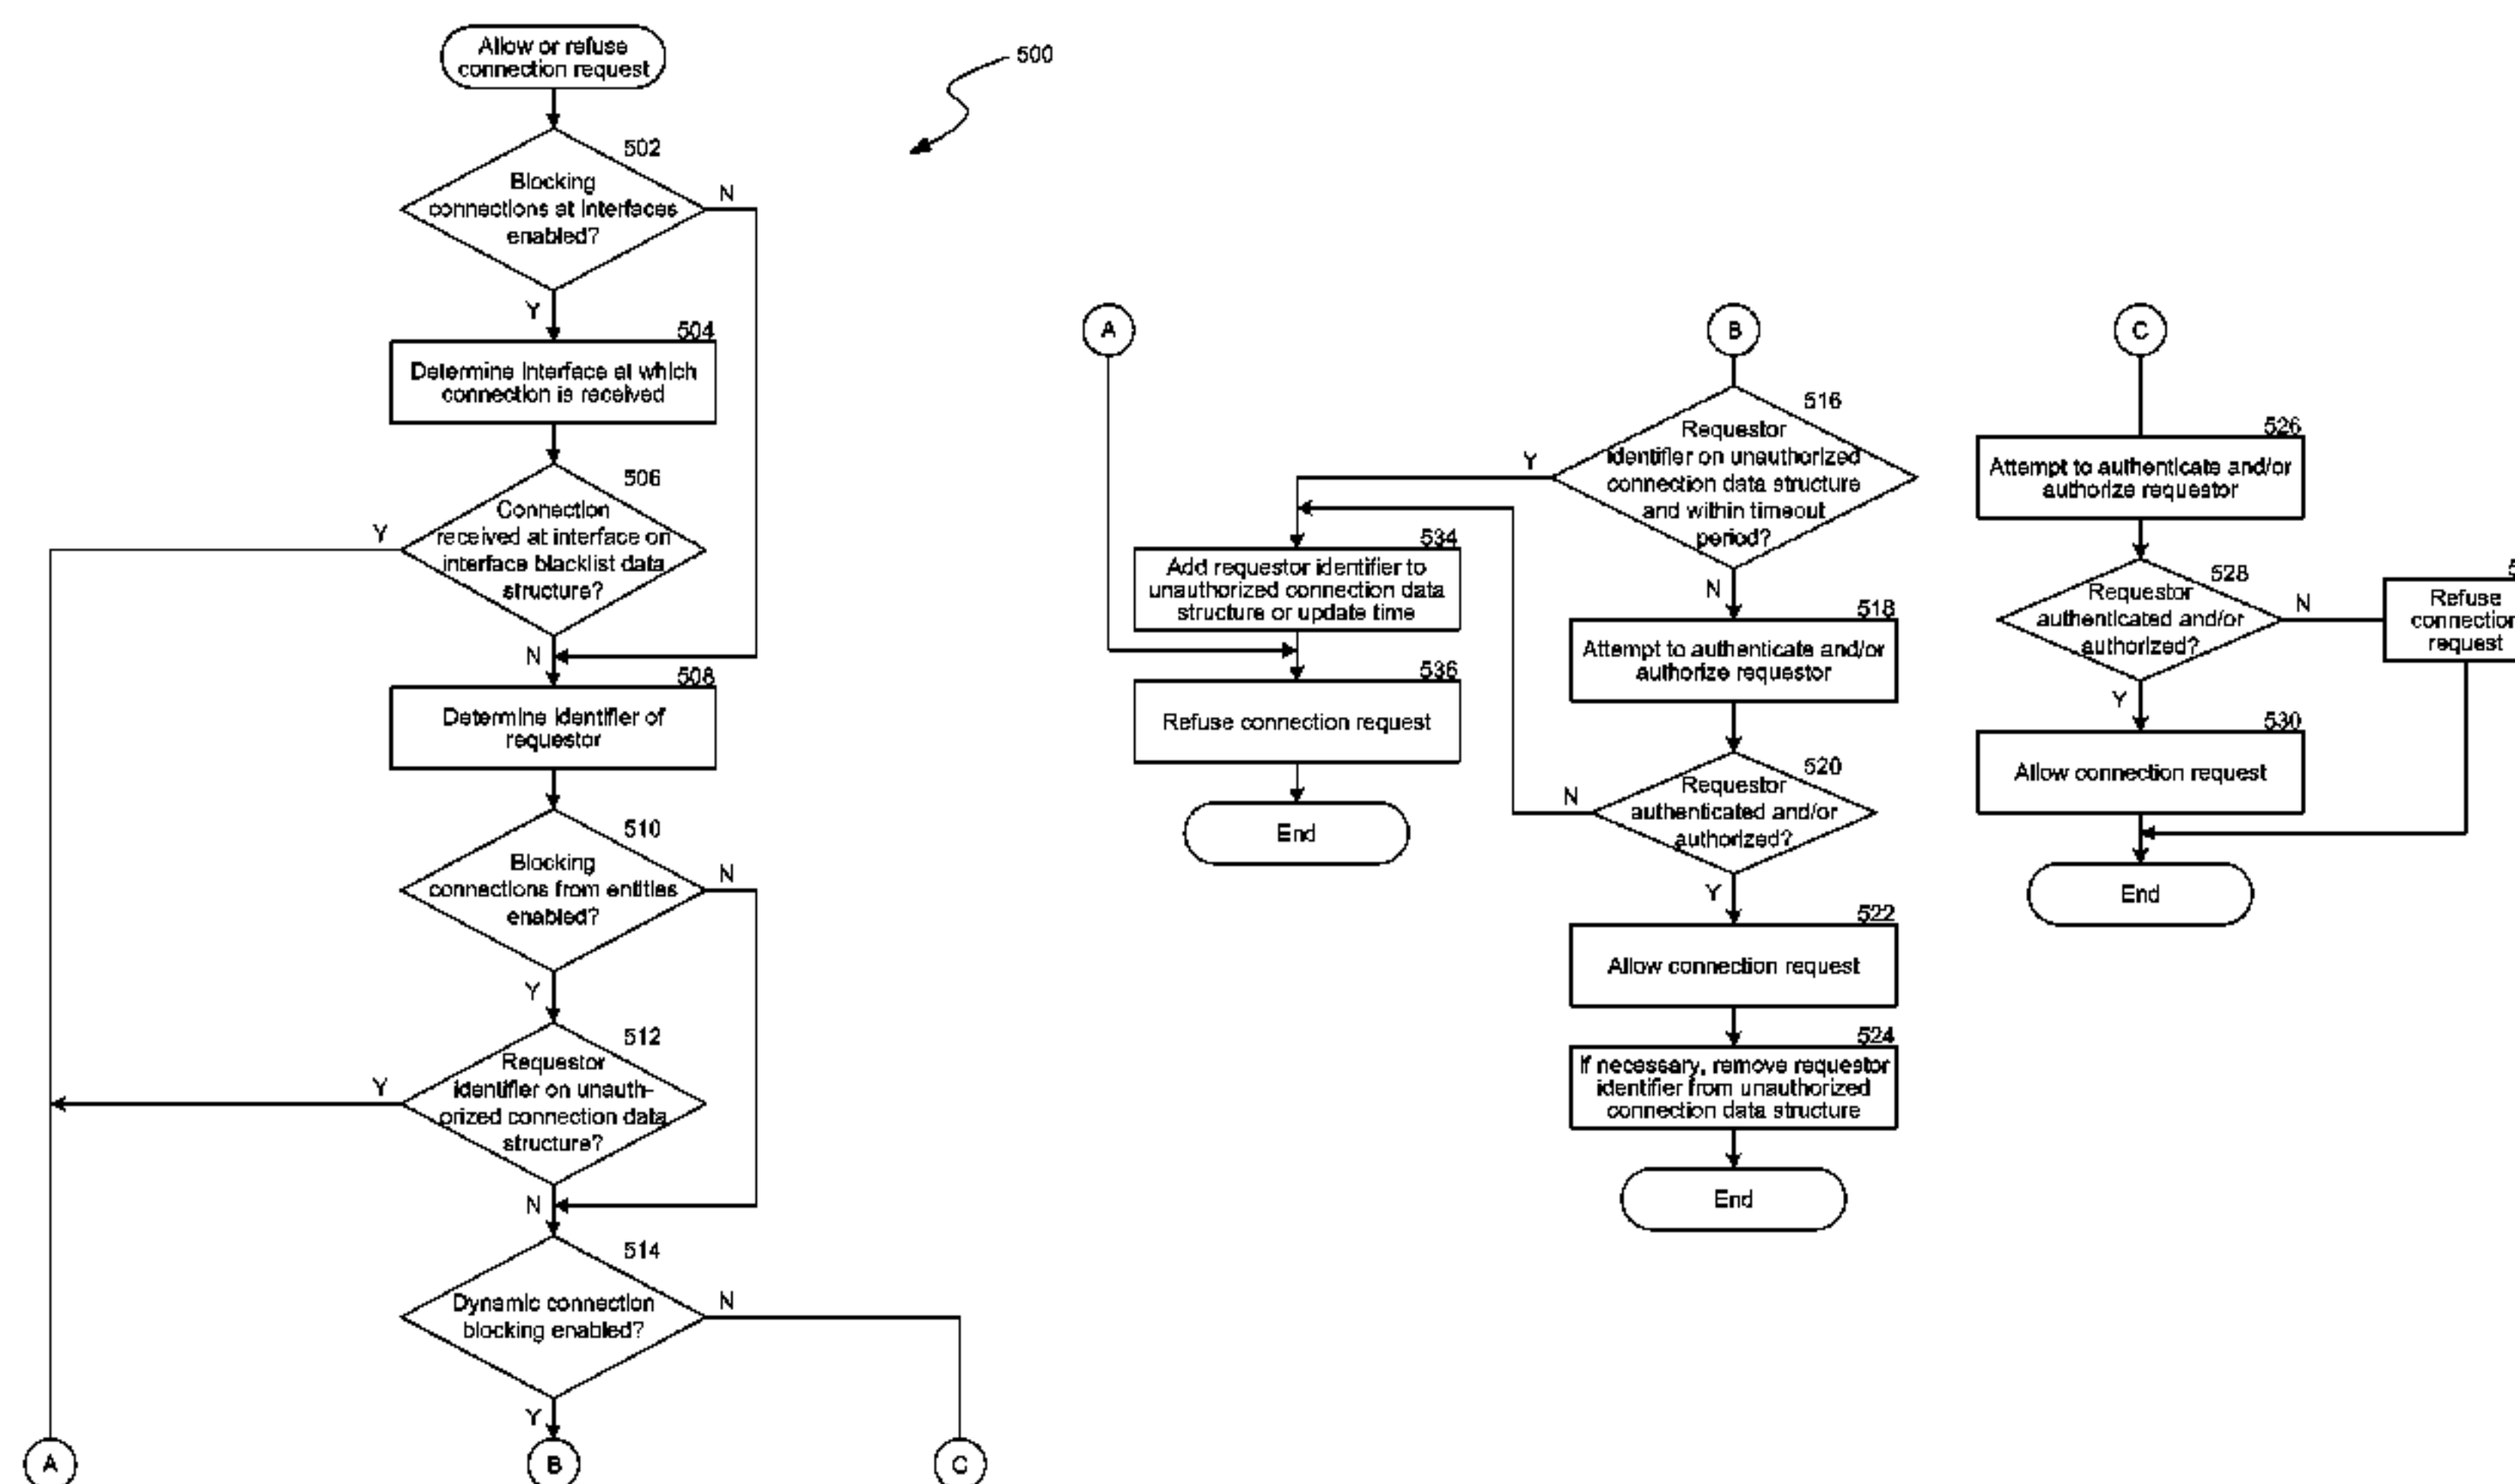 Allow or refuse
connection request
500
502
Blocking
connections at interfaces
enabled?
N
Y
504
Determine interface at which
connection is received
506
Connection
received at interface on
interface blacklist data
structure?
Y
N
508
Determine identifier of
requestor
510
Blocking
connections from entities
enabled?
N
Y
512
Requestor
identifier on unauth-
orized connection data
structure?
Y
N
514
Dynamic connection
blocking enabled?
N
Y
A
B
C
A
534
Add requestor identifier to
unauthorized connection data
structure or update time
536
Refuse connection request
End
B
516
Requestor
identifier on unauthorized
connection data structure
and within timeout
period?
Y
N
518
Attempt to authenticate and/or
authorize requestor
520
Requestor
authenticated and/or
authorized?
N
Y
522
Allow connection request
524
If necessary, remove requestor
identifier from unauthorized
connection data structure
End
C
526
Attempt to authenticate and/or
authorize requestor
528
Requestor
authenticated and/or
authorized?
N
Y
Refuse
connection
request
530
Allow connection request
End